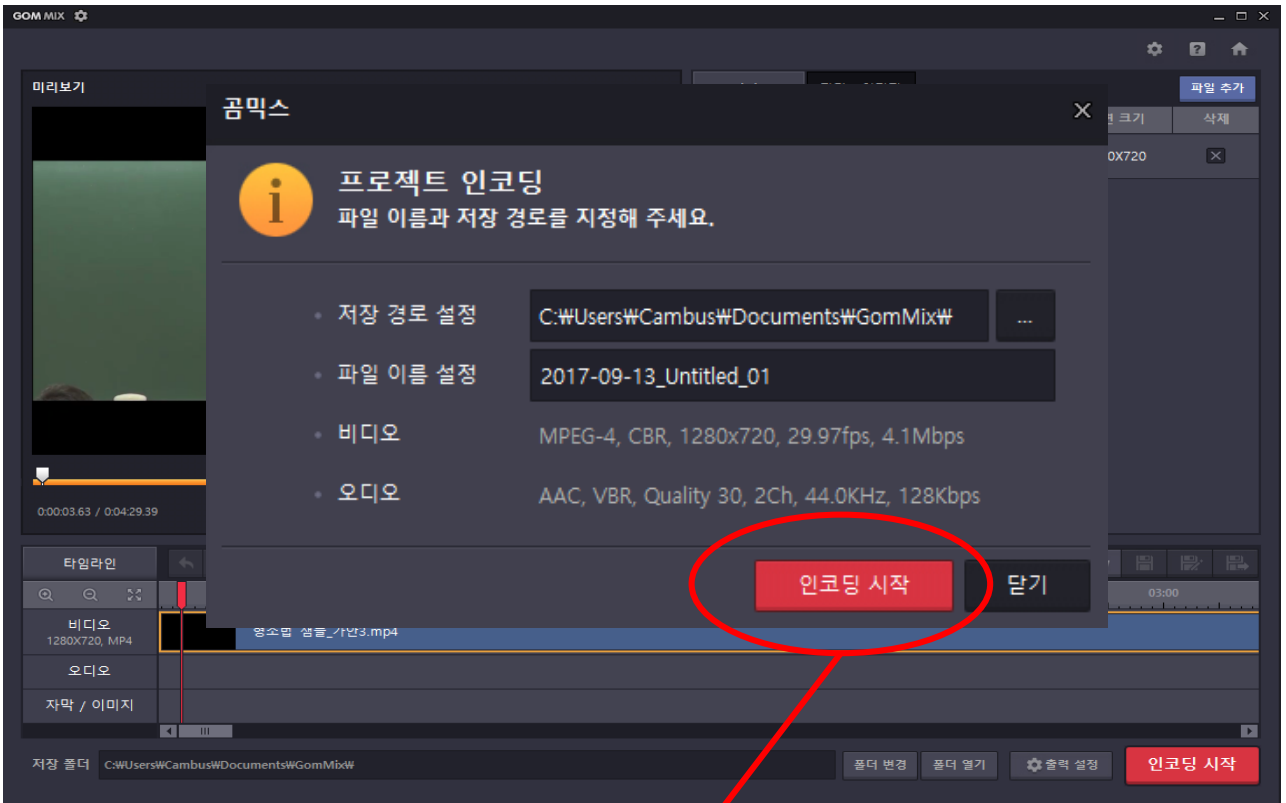 GOM MIX
미리보기
파일 추가
크기
삭제
0X720
곰믹스
프로젝트 인코딩
파일 이름과 저장 경로를 지정해 주세요.
저장 경로 설정
C:₩Users₩Cambus₩Documents₩GomMix₩
...
파일 이름 설정
2017-09-13_Untitled_01
비디오
MPEG-4, CBR, 1280x720, 29.97fps, 4.1Mbps
오디오
AAC, VBR, Quality 30, 2Ch, 44.0KHz, 128Kbps
인코딩 시작
닫기
0:00:03.63 / 0:04:29.39
타임라인
03:00
비디오
1280X720, MP4
오디오
자막 / 이미지
저장 폴더
C:₩Users₩Cambus₩Documents₩GomMix₩
폴더 변경
폴더 열기
출력 설정
인코딩 시작